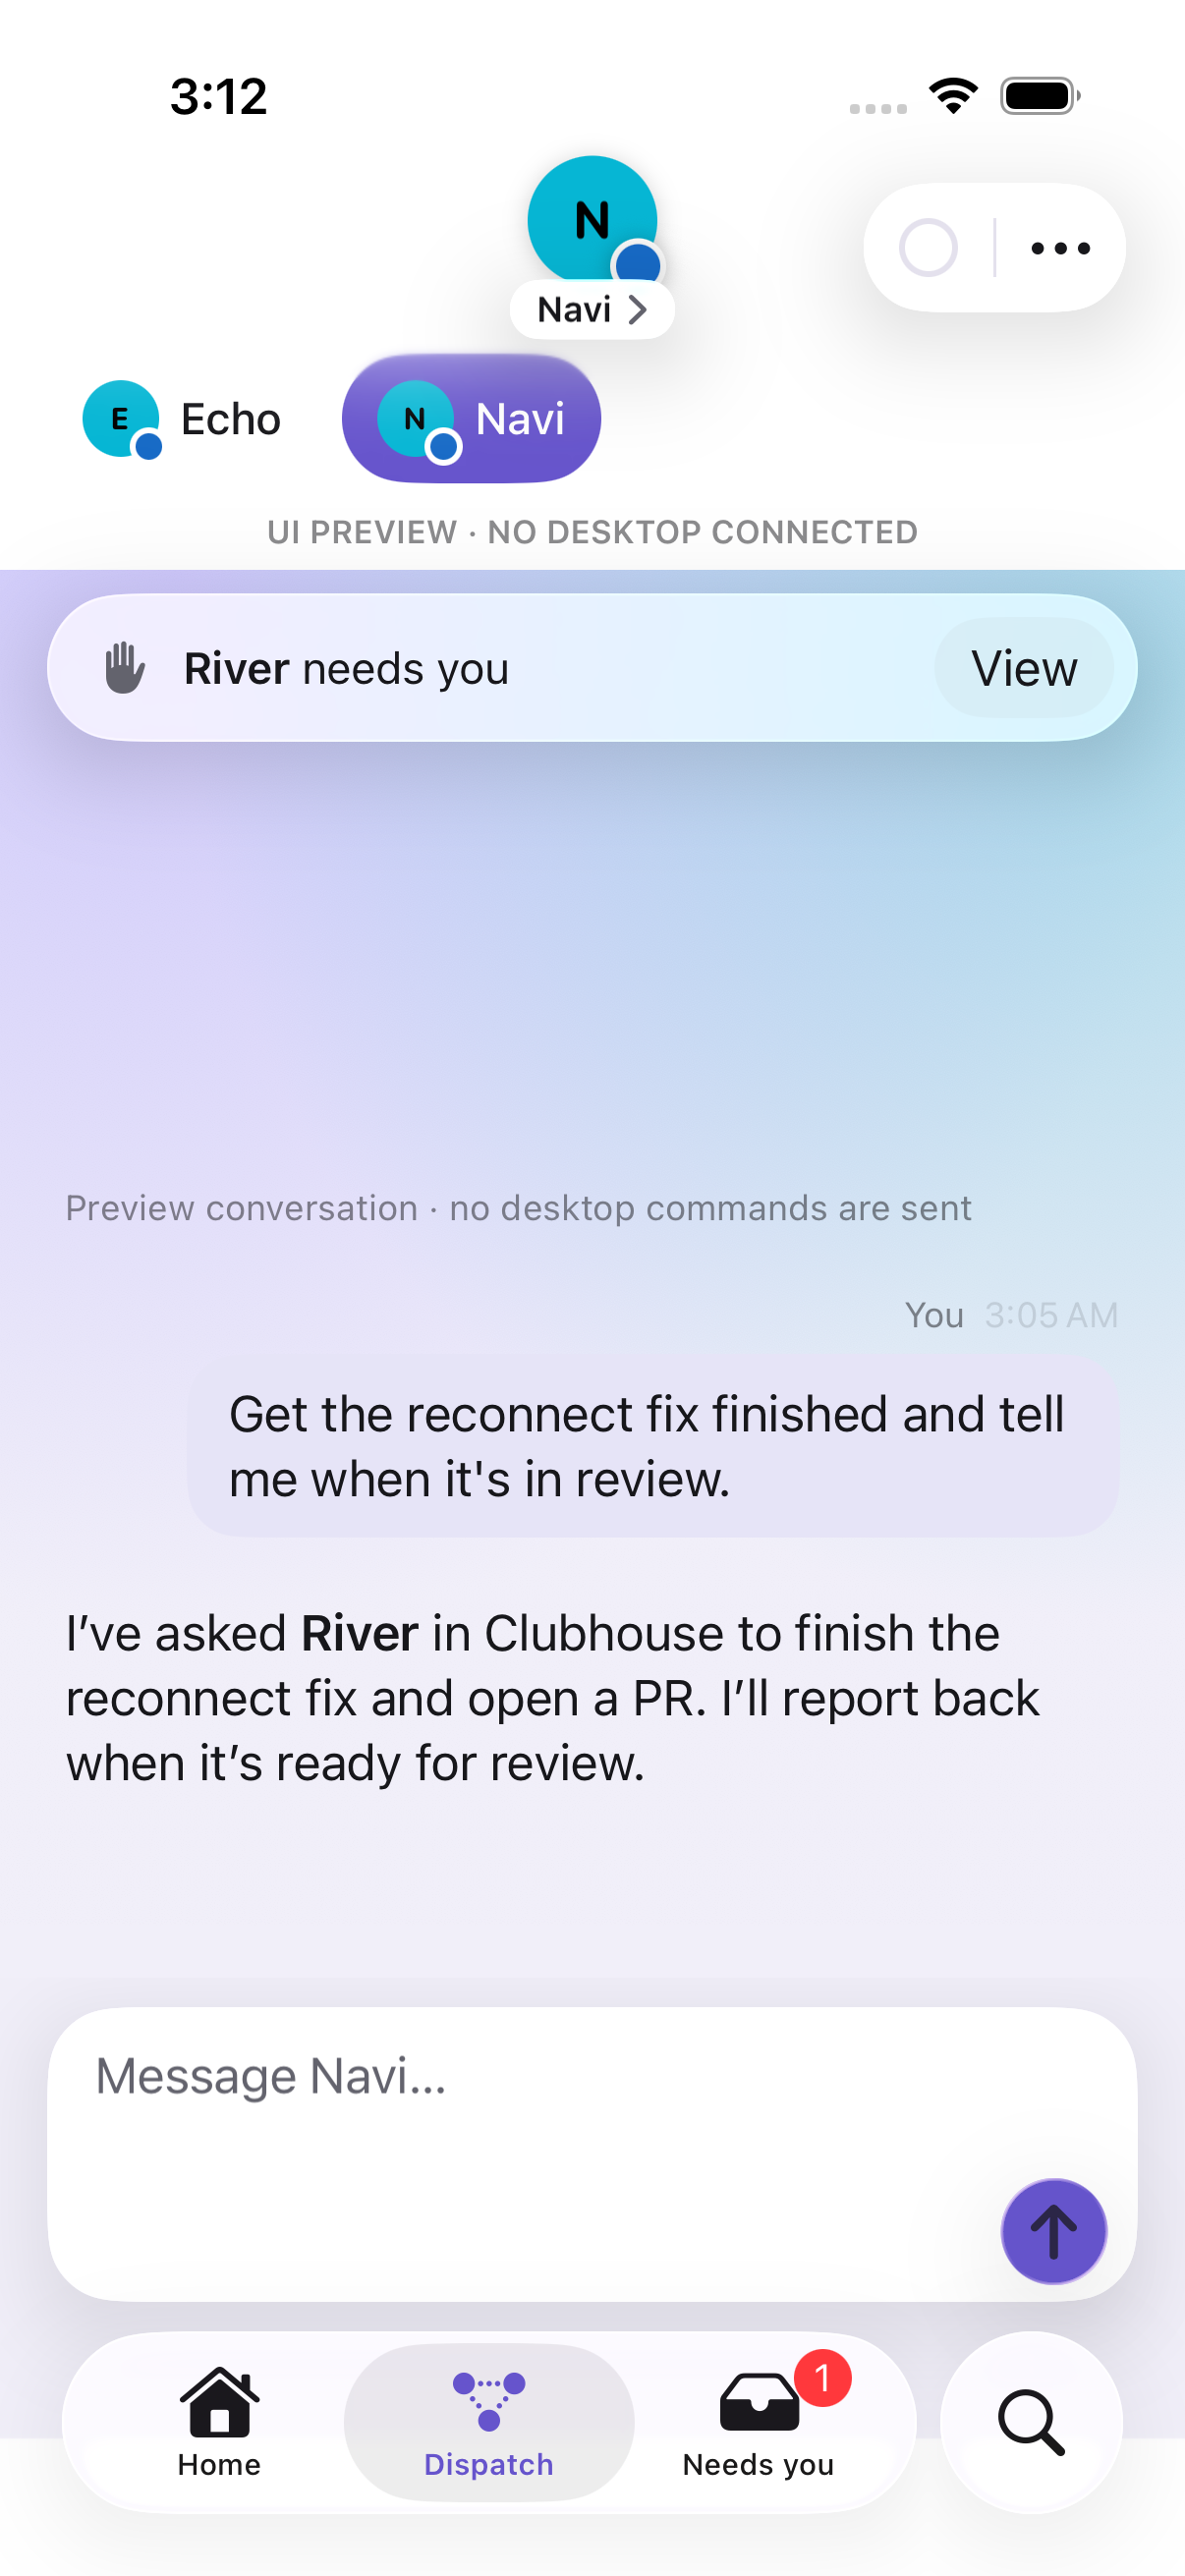 3:12
N
Navi
E
Echo
N
Navi
UI PREVIEW · NO DESKTOP CONNECTED
River needs you
View
Preview conversation · no desktop commands are sent
You 3:05 AM
Get the reconnect fix finished and tell
me when it's in review.
I’ve asked River in Clubhouse to finish the
reconnect fix and open a PR. I’ll report back
when it’s ready for review.
Message Navi...
1
Home
Dispatch
Needs you